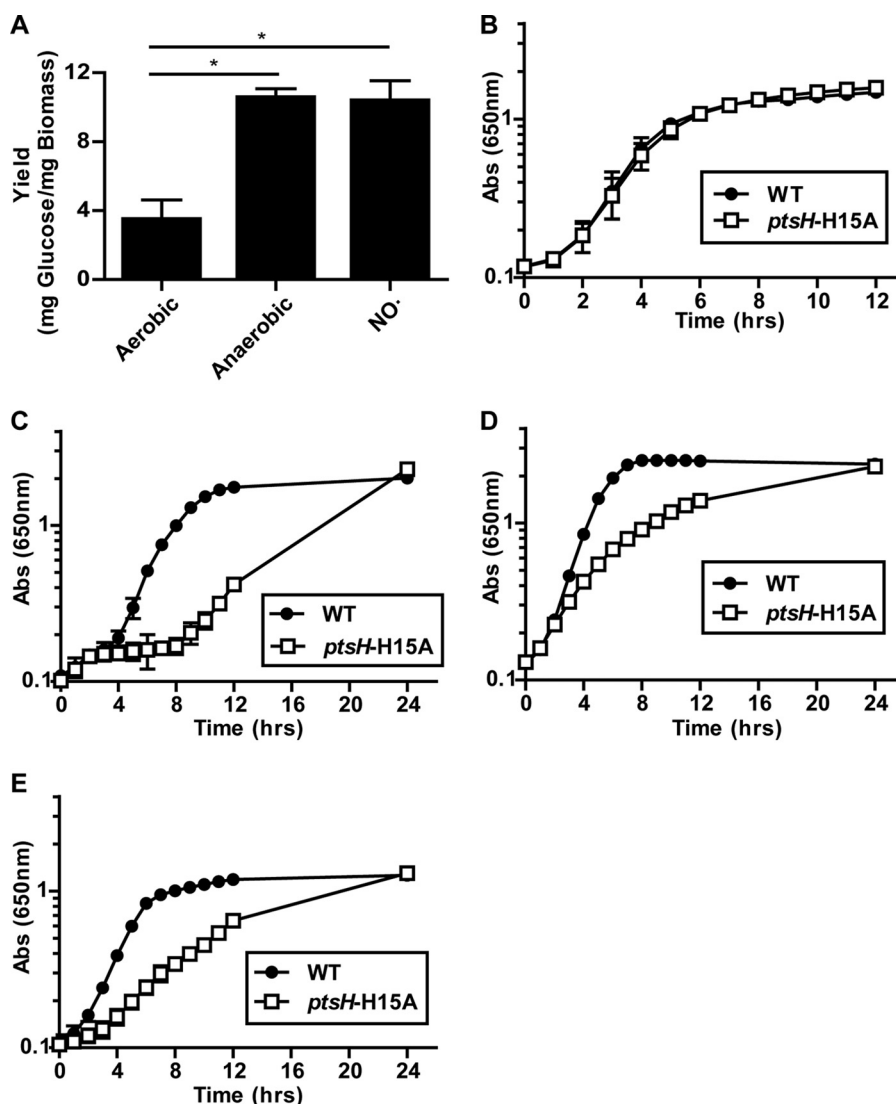 A
*
*
12
8
4
0
Yield
(mg Glucose/mg Biomass)
Aerobic
Anaerobic
NO·
B
1
0.1
Abs (650nm)
WT
ptsH-H15A
0 2 4 6 8 10 12
Time (hrs)
C
1
0.1
Abs (650nm)
WT
ptsH-H15A
0 4 8 12 16 20 24
Time (hrs)
D
1
0.1
Abs (650nm)
WT
ptsH-H15A
0 4 8 12 16 20 24
Time (hrs)
E
1
0.1
Abs (650nm)
WT
ptsH-H15A
0 4 8 12 16 20 24
Time (hrs)